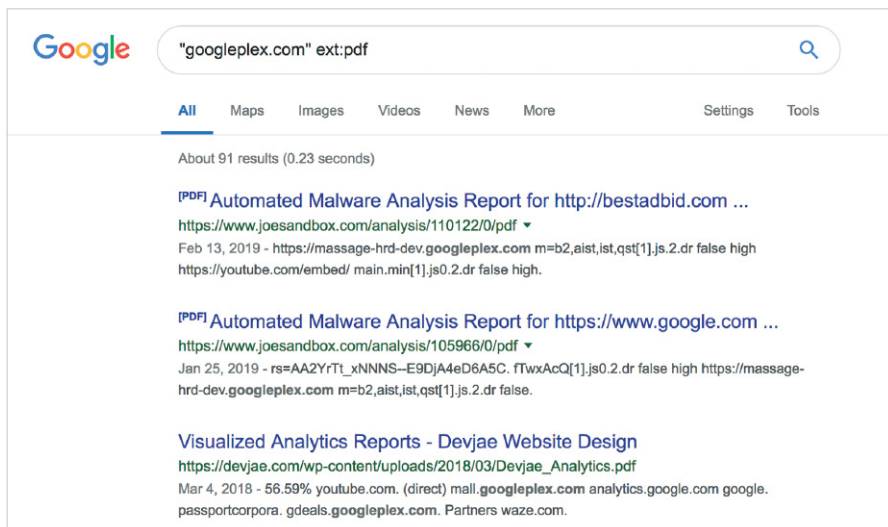 Google "googleplex.com" ext:pdf
All Maps Images Videos News More Settings Tools
About 91 results (0.23 seconds)
[PDF] Automated Malware Analysis Report for http://bestadbid.com ...
https://www.joesandbox.com/analysis/110122/0/pdf
Feb 13, 2019 - https://massage-hrd-dev.googleplex.com m=b2,aist,ist,qst[1].js.2.dr false high
https://youtube.com/embed/ main.min[1].js0.2.dr false high.
[PDF] Automated Malware Analysis Report for https://www.google.com ...
https://www.joesandbox.com/analysis/105966/0/pdf
Jan 25, 2019 - rs=AA2YrTt_xNNNS--E9DjA4eD6A5C. fTwxAcQ[1].js0.2.dr false high https://massage-
hrd-dev.googleplex.com m=b2,aist,ist,qst[1].js.2.dr false.
Visualized Analytics Reports - Devjae Website Design
https://devjae.com/wp-content/uploads/2018/03/Devjae_Analytics.pdf
Mar 4, 2018 - 56.59% youtube.com. (direct) mall.googleplex.com analytics.google.com google.
passportcorpora. gdeals.googleplex.com. Partners waze.com.